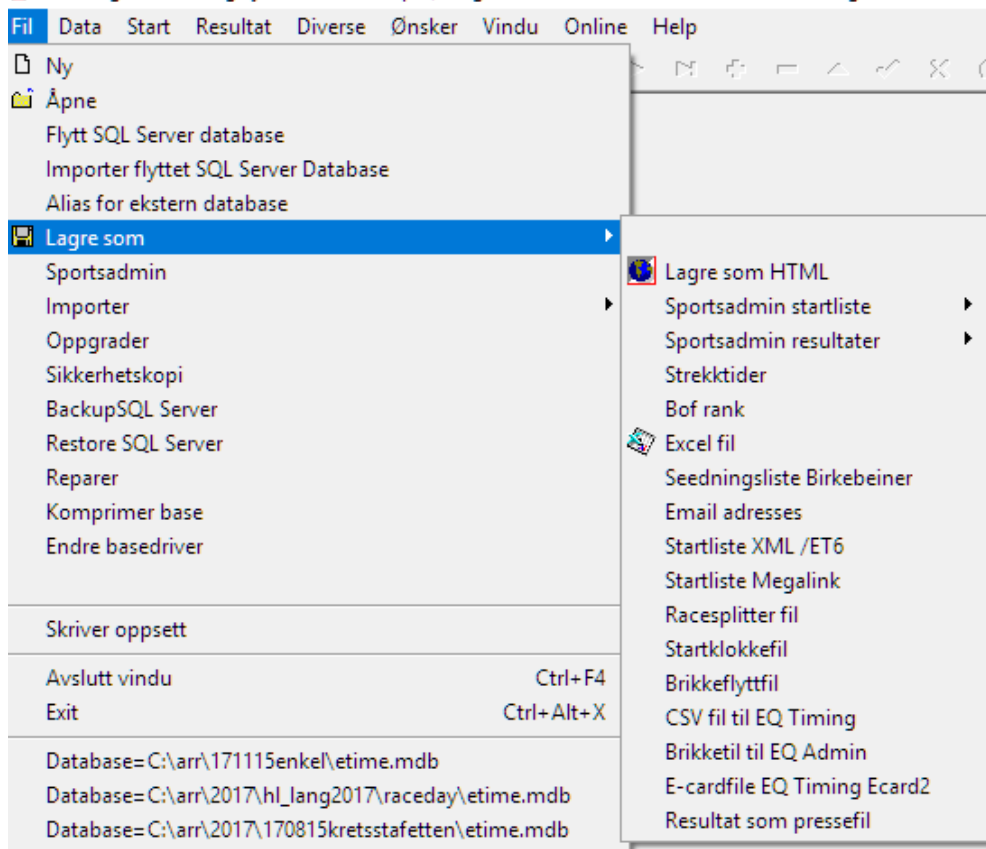 Fil Data Start Resultat Diverse Ønsker Vindu Online Help
Ny
Åpne
Flytt SQL Server database
Importer flyttet SQL Server Database
Alias for ekstern database
Lagre som
Sportsadmin
Importer
Oppgrader
Sikkerhetskopi
BackupSQL Server
Restore SQL Server
Reparer
Komprimer base
Endre basedriver
Skriver oppsett
Avslutt vindu Ctrl+F4
Exit Ctrl+Alt+X
Database=C:\arr\171115enkel\etime.mdb
Database=C:\arr\2017\hl_lang2017\raceday\etime.mdb
Database=C:\arr\2017\170815kretsstafetten\etime.mdb
Lagre som HTML
Sportsadmin startliste
Sportsadmin resultater
Strekktider
Bof rank
Excel fil
Seedningsliste Birkebeiner
Email adresses
Startliste XML /ET6
Startliste Megalink
Racesplitter fil
Startklokkefil
Brikkeflyttfil
CSV fil til EQ Timing
Brikketil til EQ Admin
E-cardfile EQ Timing Ecard2
Resultat som pressefil